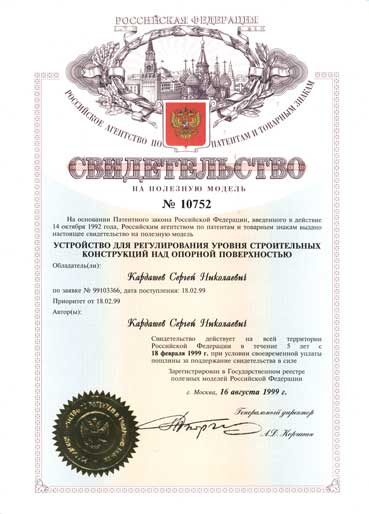 РОССИЙСКАЯ ФЕДЕРАЦИЯ
РОССИЙСКОЕ АГЕНТСТВО ПО ПАТЕНТАМ И ТОВАРНЫМ ЗНАКАМ
СВИДЕТЕЛЬСТВО
НА ПОЛЕЗНУЮ МОДЕЛЬ
№ 10752
На основании Патентного закона Российской Федерации, введенного в действие
14 октября 1992 года, Российским агентством по патентам и товарным знакам выдано
настоящее свидетельство на полезную модель
УСТРОЙСТВО ДЛЯ РЕГУЛИРОВАНИЯ УРОВНЯ СТРОИТЕЛЬНЫХ
КОНСТРУКЦИЙ НАД ОПОРНОЙ ПОВЕРХНОСТЬЮ
Обладатель(ли):
Кардашев Сергей Николаевич
по заявке № 99103366, дата поступления: 18.02.99
Приоритет от 18.02.99
Автор(ы):
Кардашев Сергей Николаевич
Свидетельство действует на всей территории
Российской Федерации в течение 5 лет с
18 февраля 1999 г. при условии своевременной уплаты
пошлины за поддержание свидетельства в силе
Зарегистрирован в Государственном реестре
полезных моделей Российской Федерации
г. Москва, 16 августа 1999 г.
Генеральный директор
А.Д. Корчагин